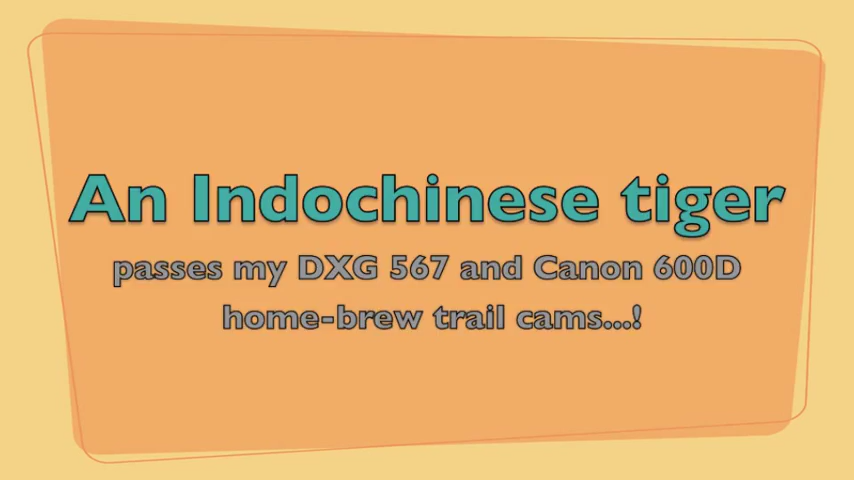 An Indochinese tiger
passes my DXG 567 and Canon 600D
home-brew trail cams...!